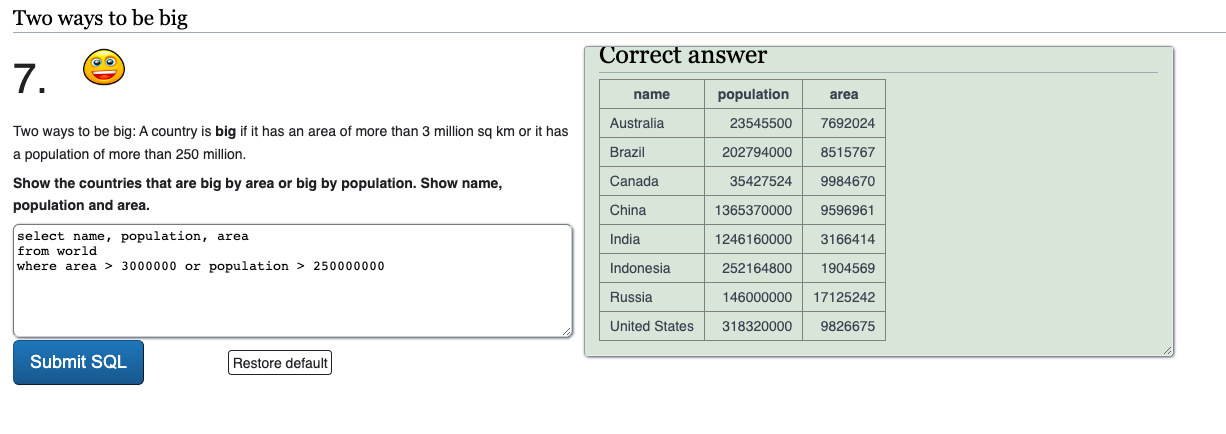 Two ways to be big
7.
Two ways to be big: A country is big if it has an area of more than 3 million sq km or it has
a population of more than 250 million.
Show the countries that are big by area or big by population. Show name,
population and area.
select name, population, area
from world
where area > 3000000 or population > 250000000
Submit SQL
Restore default
Correct answer
name population area
Australia 23545500 7692024
Brazil 202794000 8515767
Canada 35427524 9984670
China 1365370000 9596961
India 1246160000 3166414
Indonesia 252164800 1904569
Russia 146000000 17125242
United States 318320000 9826675